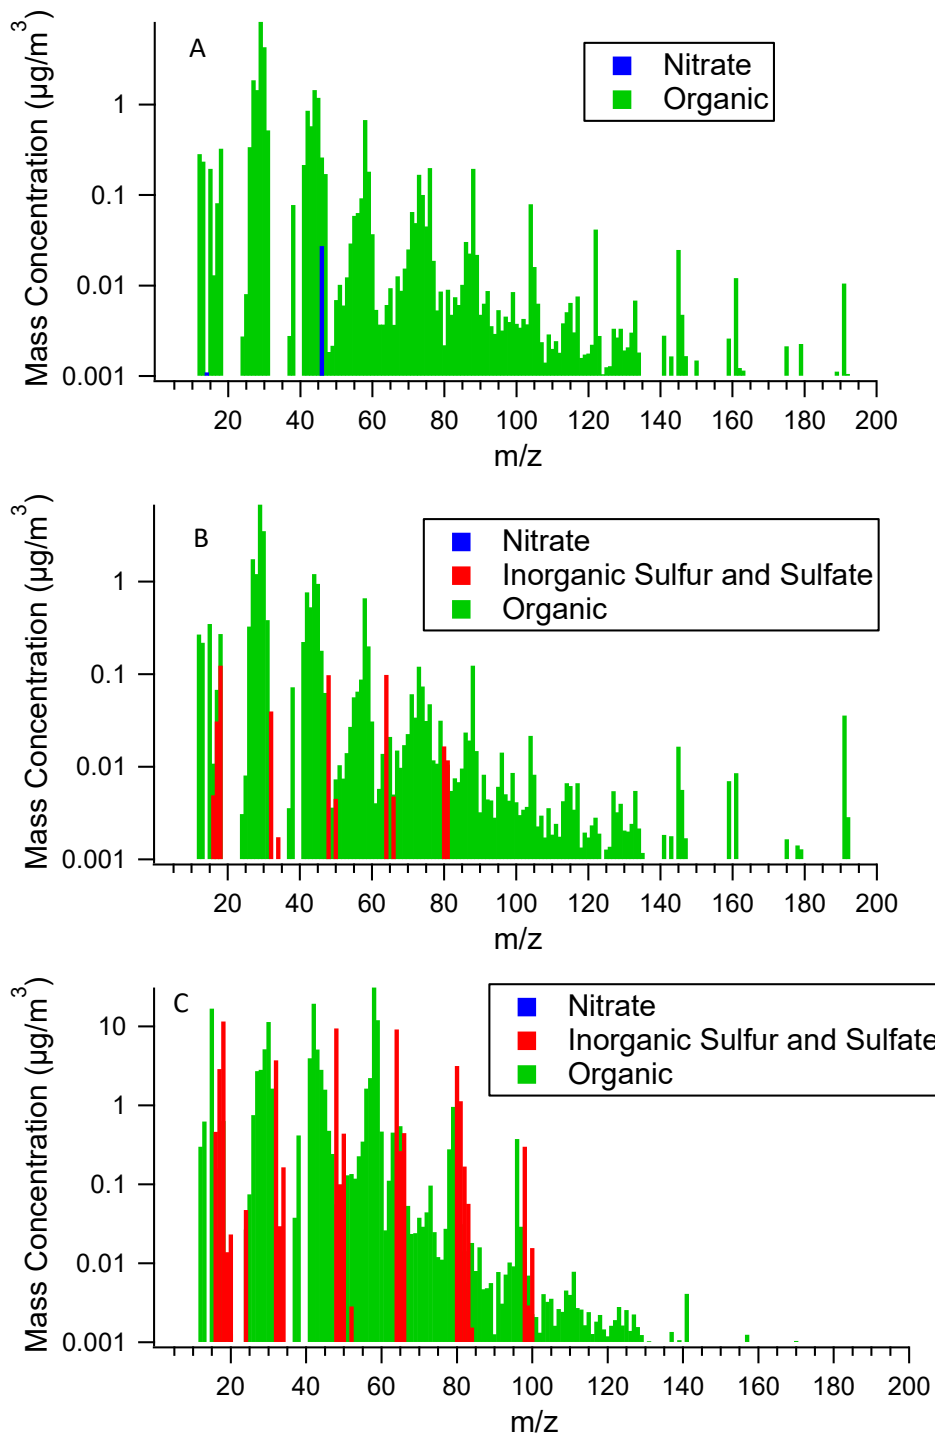 A
Nitrate
Organic
Mass Concentration (µg/m³)
1
0.1
0.01
0.001
20 40 60 80 100 120 140 160 180 200
m/z
B
Nitrate
Inorganic Sulfur and Sulfate
Organic
Mass Concentration (µg/m³)
1
0.1
0.01
0.001
20 40 60 80 100 120 140 160 180 200
m/z
C
Nitrate
Inorganic Sulfur and Sulfate
Organic
Mass Concentration (µg/m³)
10
1
0.1
0.01
0.001
20 40 60 80 100 120 140 160 180 200
m/z